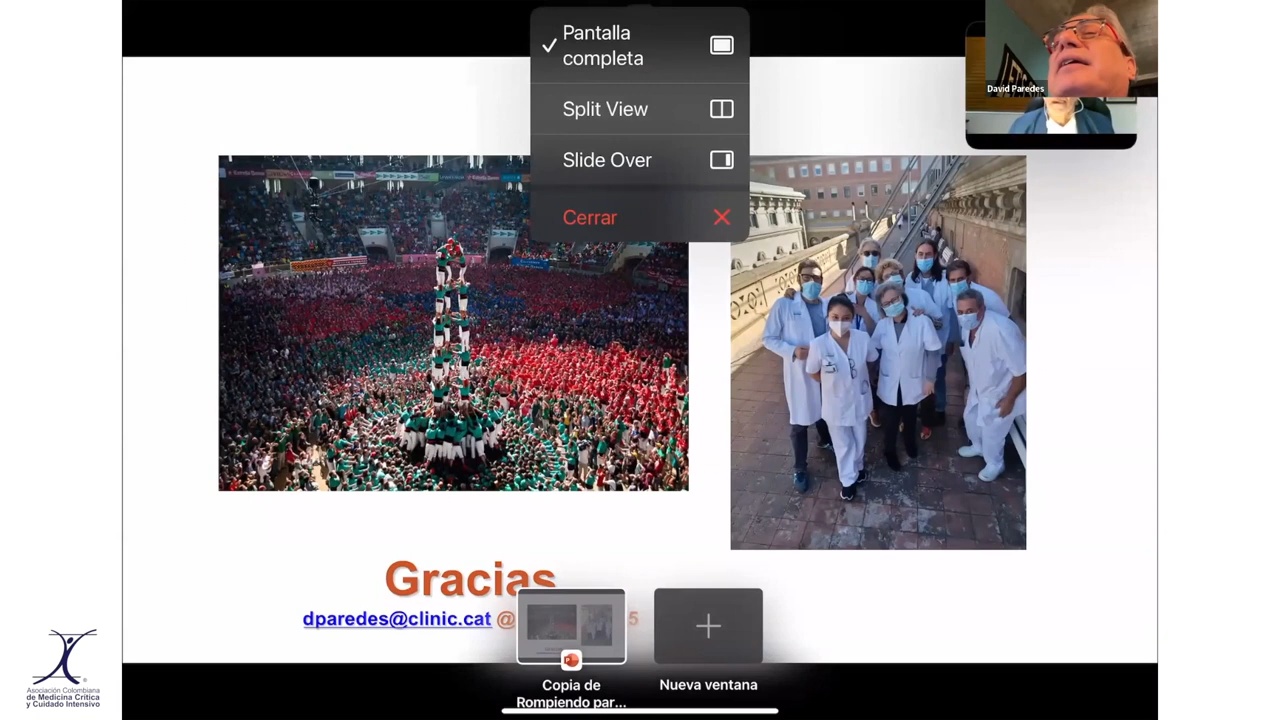 Pantalla
completa
Split View
Slide Over
Cerrar
David Paredes
Gracias
dparedes@clinic.cat @
5
Copia de
Rompiendo par...
Nueva ventana
Asociación Colombiana
de Medicina Crítica
y Cuidado Intensivo